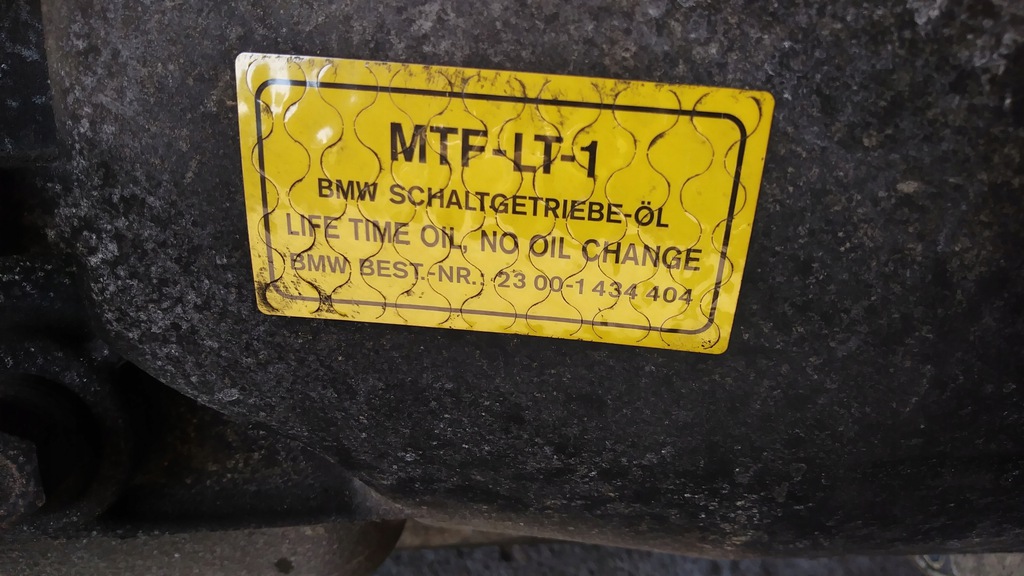 MTF-LT-1
BMW SCHALTGETRIEBE-ÖL
LIFE TIME OIL, NO OIL CHANGE
BMW BEST.-NR.: 23 00-1 434 404